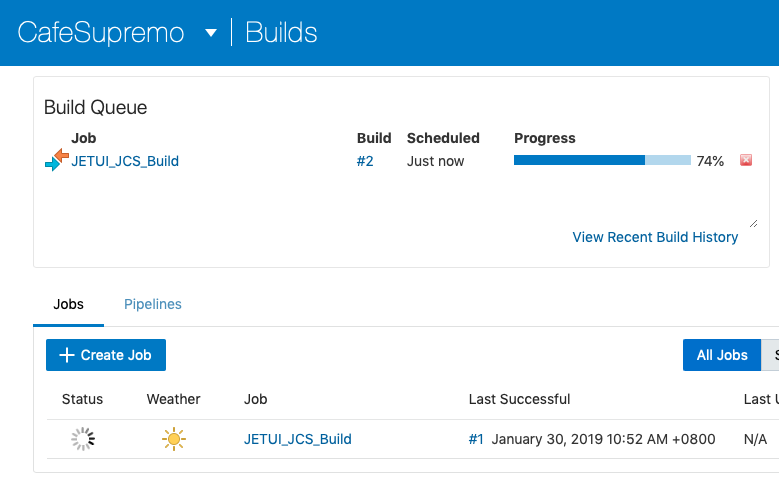 CafeSupremo Builds
Build Queue
Job Build Scheduled Progress
JETUI_JCS_Build #2 Just now 74%
View Recent Build History
Jobs Pipelines
Create Job All Jobs
Status Weather Job Last Successful Last
JETUI_JCS_Build #1 January 30, 2019 10:52 AM +0800 N/A